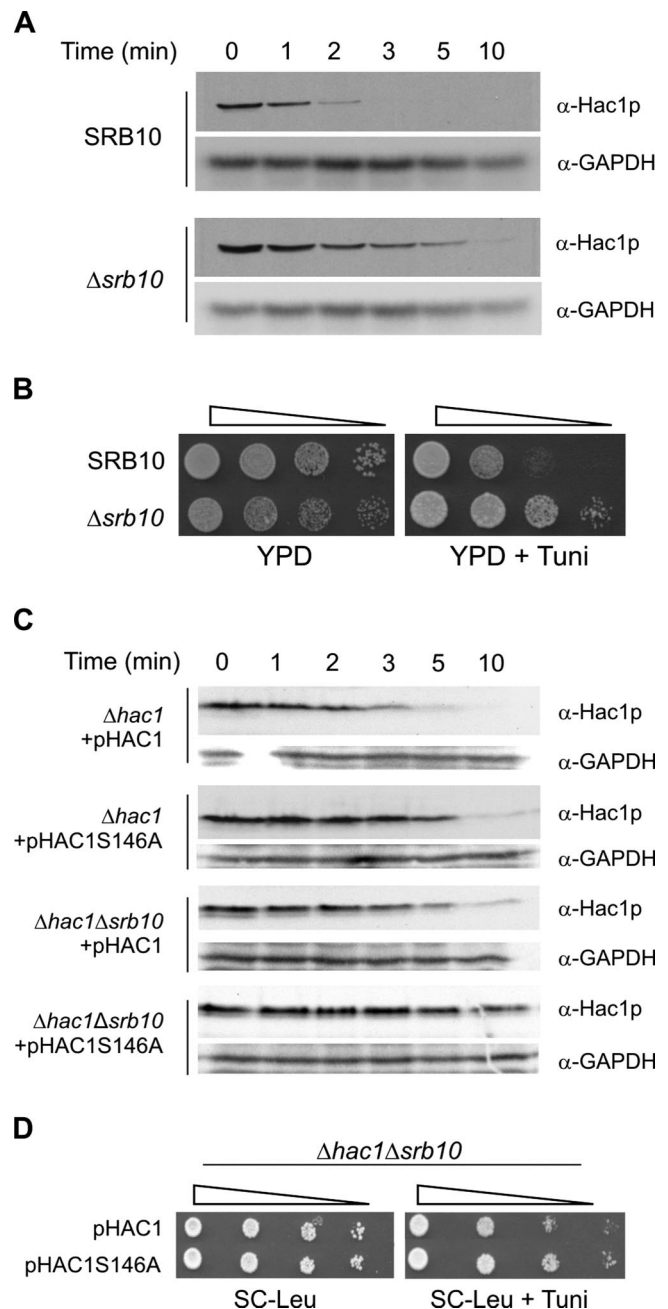 A
Time (min) 0 1 2 3 5 10
SRB10
α-Hac1p
α-GAPDH
Δsrb10
α-Hac1p
α-GAPDH
B
SRB10
Δsrb10
YPD
YPD + Tuni
C
Time (min) 0 1 2 3 5 10
Δhac1
+pHAC1
α-Hac1p
α-GAPDH
Δhac1
+pHAC1S146A
α-Hac1p
α-GAPDH
Δhac1Δsrb10
+pHAC1
α-Hac1p
α-GAPDH
Δhac1Δsrb10
+pHAC1S146A
α-Hac1p
α-GAPDH
D
Δhac1Δsrb10
pHAC1
pHAC1S146A
SC-Leu
SC-Leu + Tuni